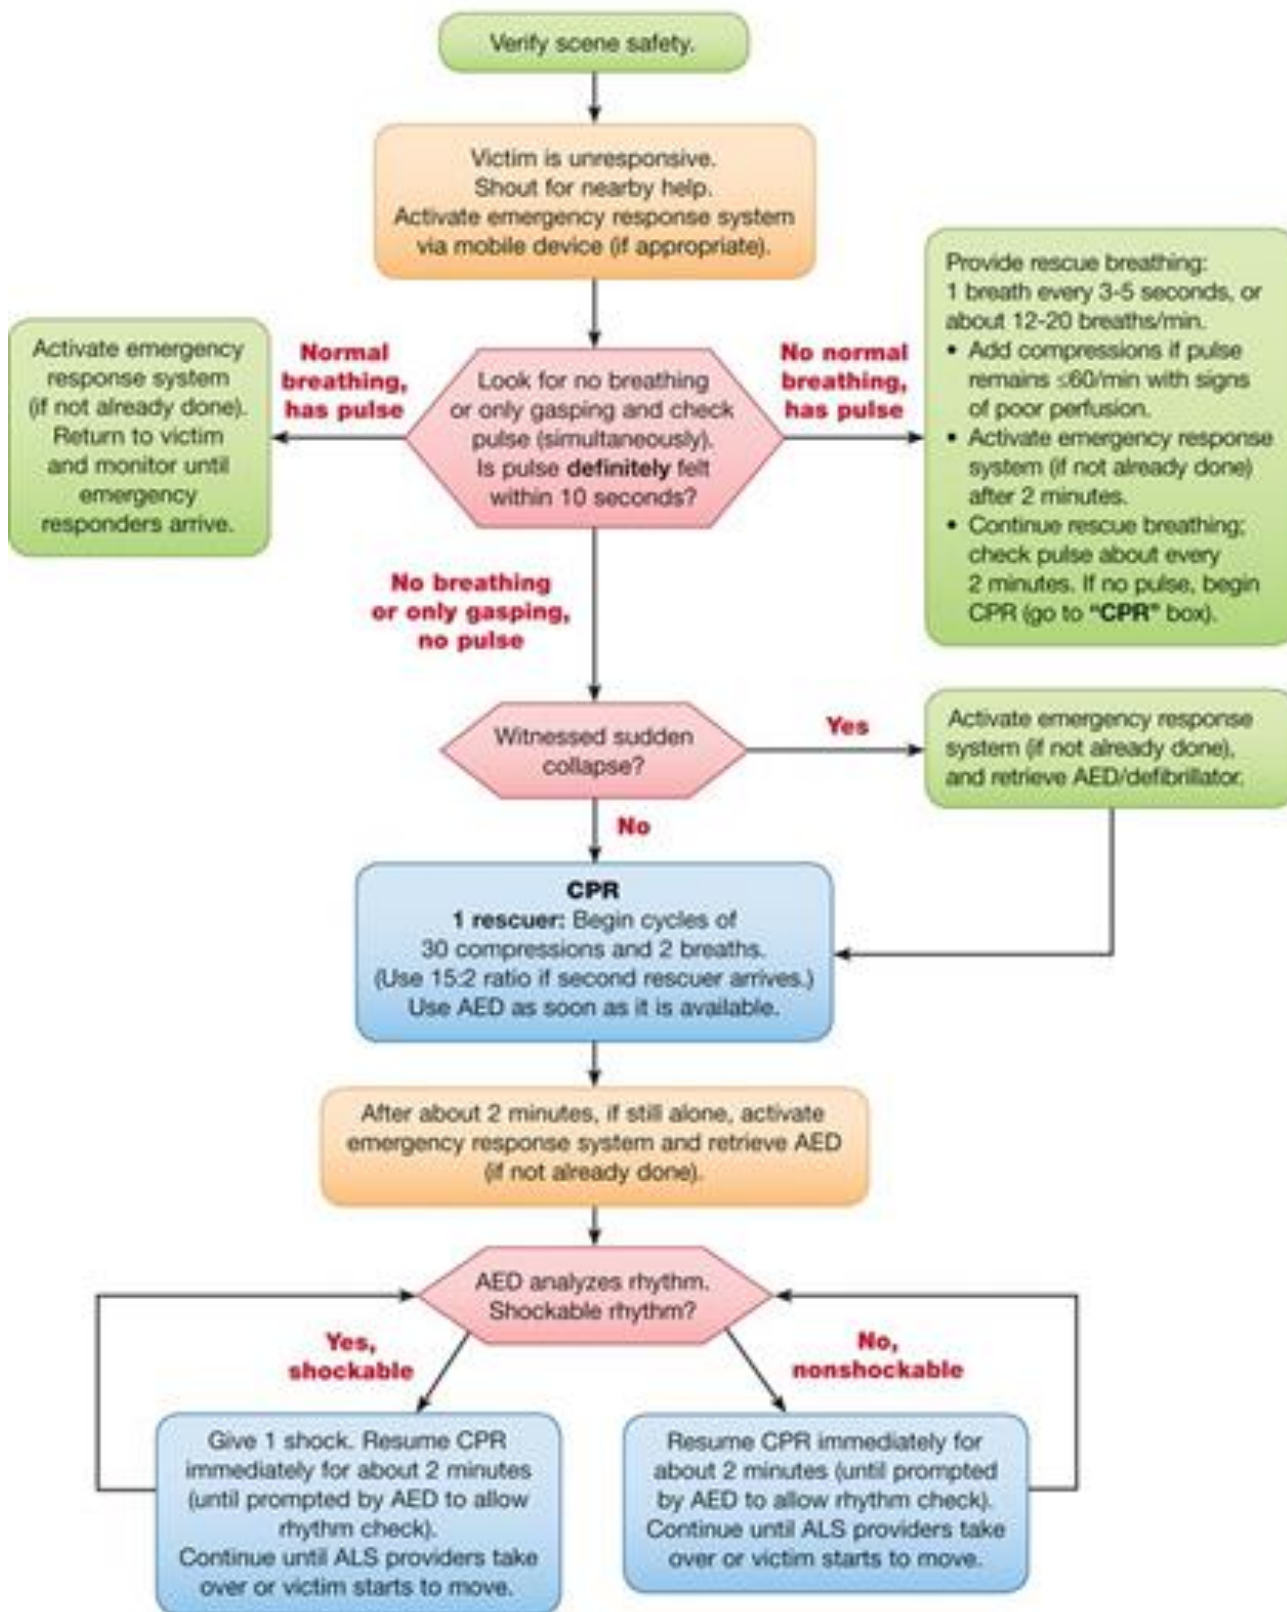 Verify scene safety.
Victim is unresponsive.
Shout for nearby help.
Activate emergency response system
via mobile device (if appropriate).
Activate emergency
response system
(if not already done).
Return to victim
and monitor until
emergency
responders arrive.
Normal
breathing,
has pulse
Look for no breathing
or only gasping and check
pulse (simultaneously).
Is pulse definitely felt
within 10 seconds?
No normal
breathing,
has pulse
Provide rescue breathing:
1 breath every 3-5 seconds, or
about 12-20 breaths/min.
• Add compressions if pulse
remains ≤60/min with signs
of poor perfusion.
• Activate emergency response
system (if not already done)
after 2 minutes.
• Continue rescue breathing;
check pulse about every
2 minutes. If no pulse, begin
CPR (go to "CPR" box).
No breathing
or only gasping,
no pulse
Witnessed sudden
collapse?
Yes
Activate emergency response
system (if not already done),
and retrieve AED/defibrillator.
No
CPR
1 rescuer: Begin cycles of
30 compressions and 2 breaths.
(Use 15:2 ratio if second rescuer arrives.)
Use AED as soon as it is available.
After about 2 minutes, if still alone, activate
emergency response system and retrieve AED
(if not already done).
AED analyzes rhythm.
Shockable rhythm?
Yes,
shockable
No,
nonshockable
Give 1 shock. Resume CPR
immediately for about 2 minutes
(until prompted by AED to allow
rhythm check).
Continue until ALS providers take
over or victim starts to move.
Resume CPR immediately for
about 2 minutes (until prompted
by AED to allow rhythm check).
Continue until ALS providers take
over or victim starts to move.